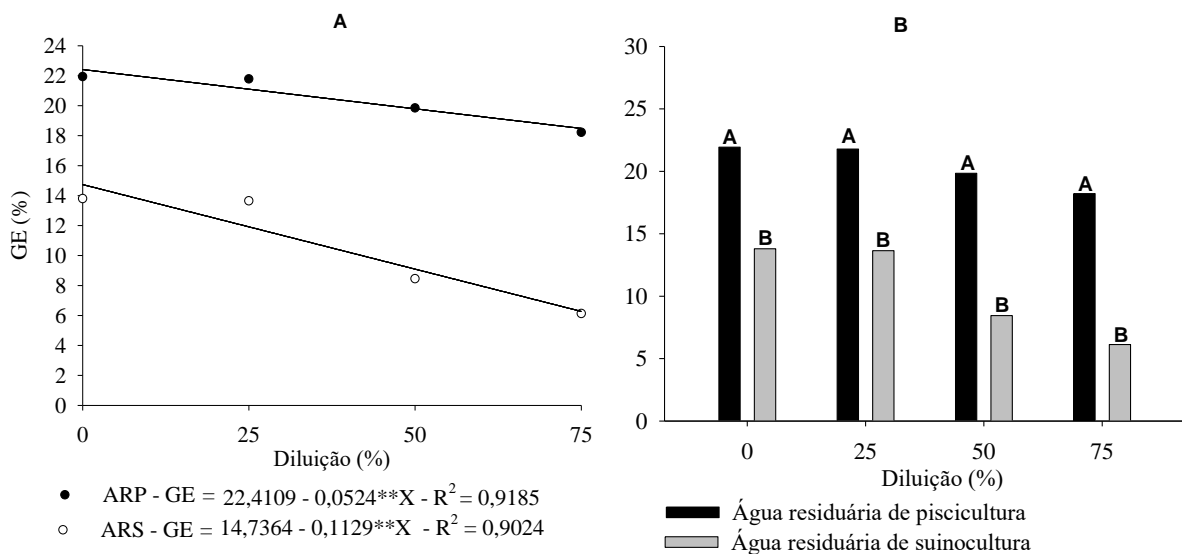 A
24
22
20
18
16
14
12
10
8
6
4
2
0
GE (%)
0 25 50 75
Diluição (%)
ARP - GE = 22,4109 - 0,0524**X - R² = 0,9185
ARS - GE = 14,7364 - 0,1129**X - R² = 0,9024
B
30
25
20
15
10
5
0
A A A A
B B B B
0 25 50 75
Diluição (%)
Água residuária de piscicultura
Água residuária de suinocultura